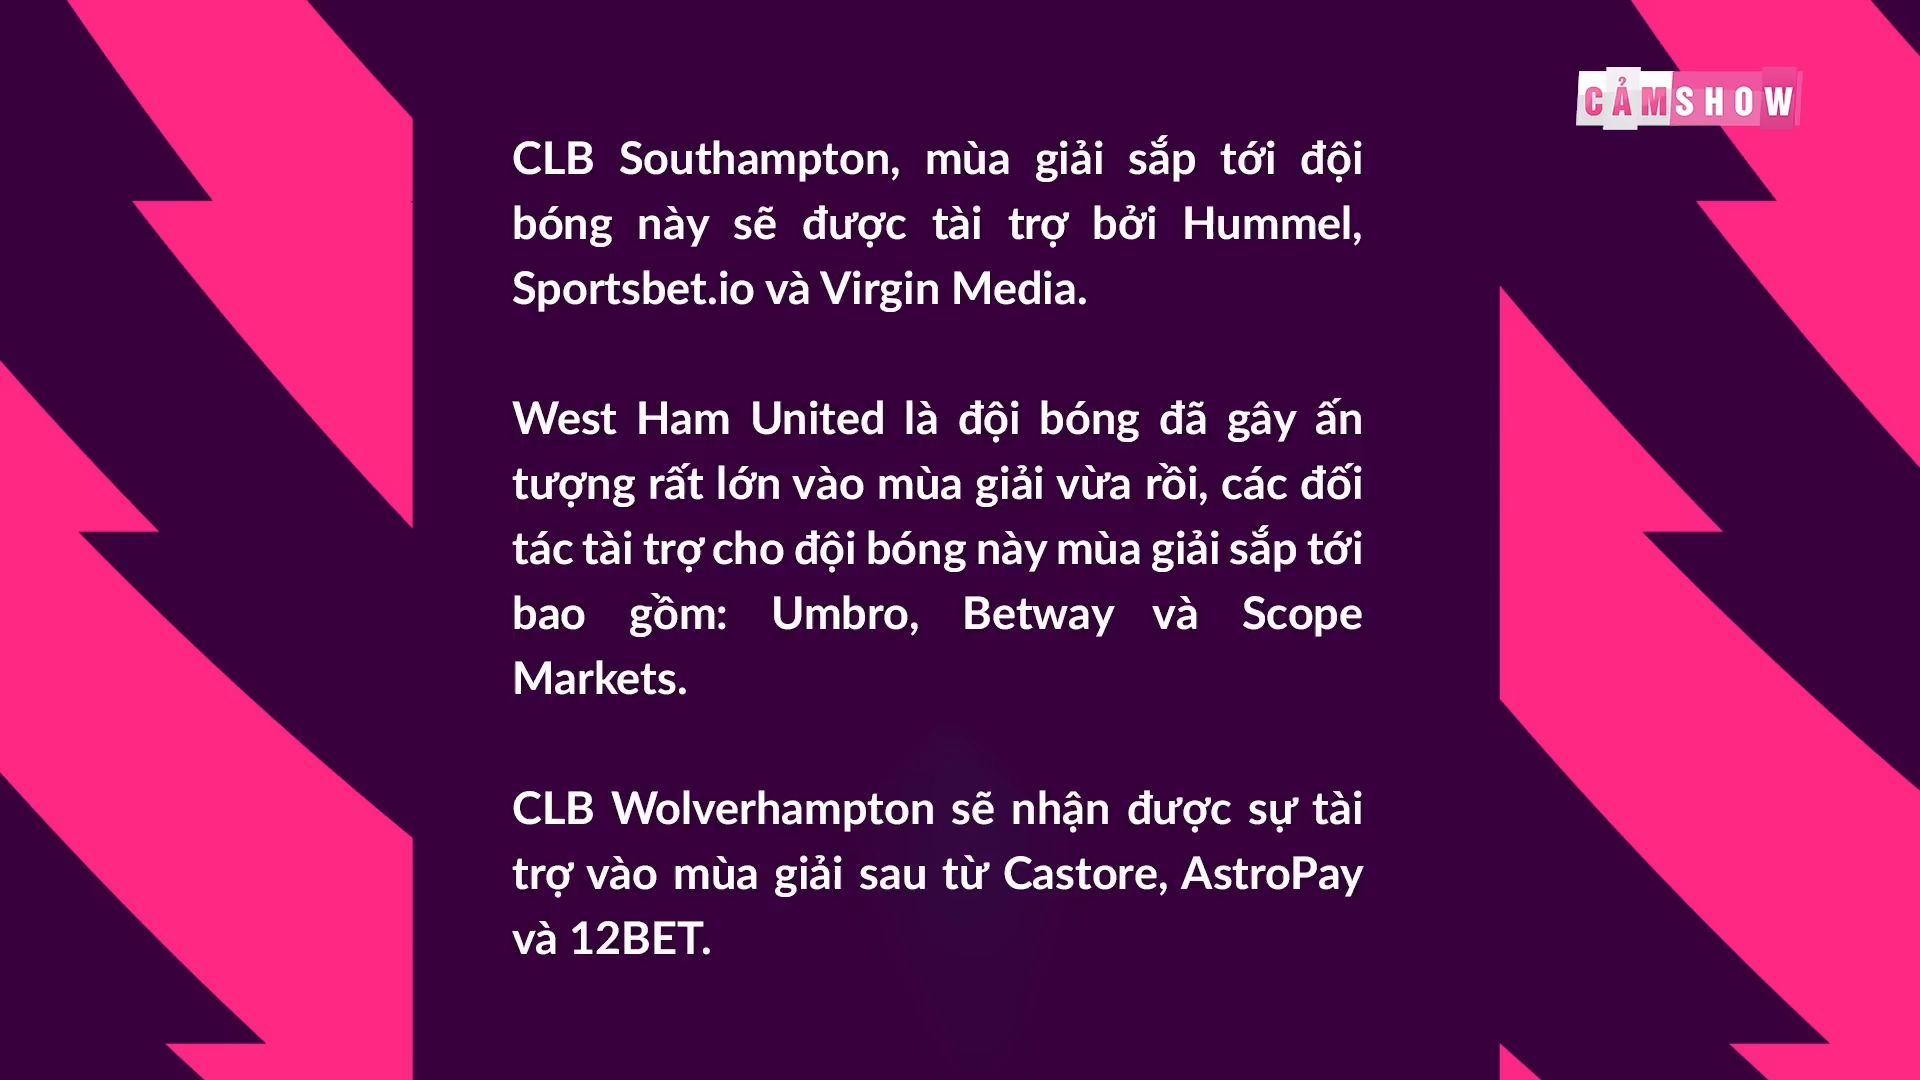 CẢMSHOW
CLB Southampton, mùa giải sắp tới đội
bóng này sẽ được tài trợ bởi Hummel,
Sportsbet.io và Virgin Media.
West Ham United là đội bóng đã gây ấn
tượng rất lớn vào mùa giải vừa rồi, các đối
tác tài trợ cho đội bóng này mùa giải sắp tới
bao gồm: Umbro, Betway và Scope
Markets.
CLB Wolverhampton sẽ nhận được sự tài
trợ vào mùa giải sau từ Castore, AstroPay
và 12BET.